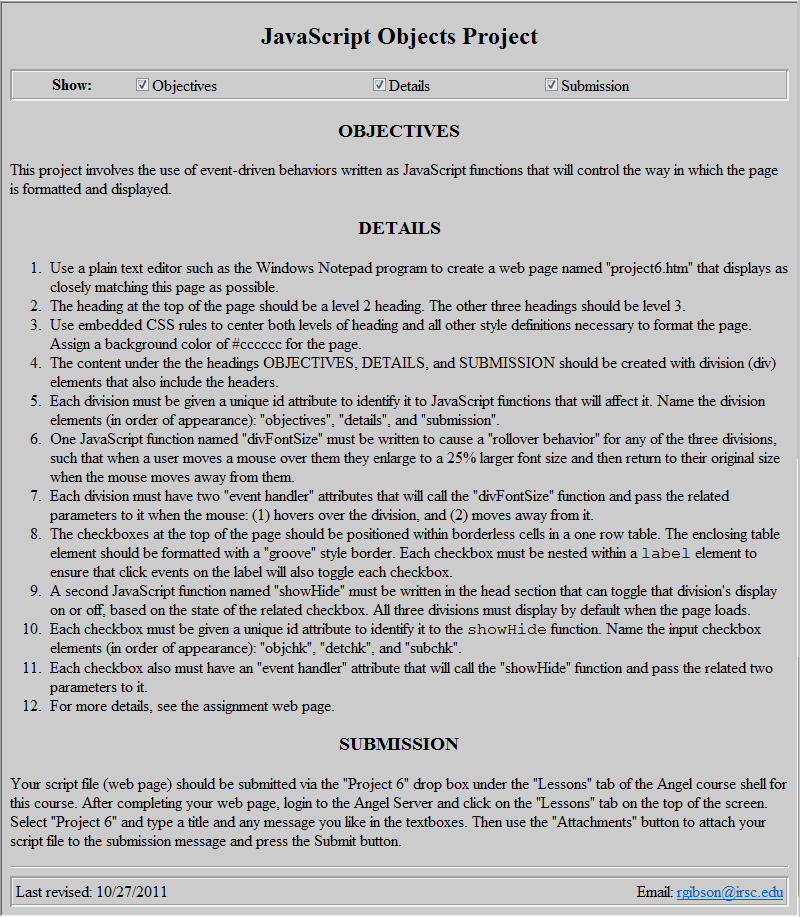 JavaScript Objects Project
Show: Objectives Details Submission
OBJECTIVES
This project involves the use of event-driven behaviors written as JavaScript functions that will control the way in which the page
is formatted and displayed.
DETAILS
1. Use a plain text editor such as the Windows Notepad program to create a web page named "project6.htm" that displays as
closely matching this page as possible.
2. The heading at the top of the page should be a level 2 heading. The other three headings should be level 3.
3. Use embedded CSS rules to center both levels of heading and all other style definitions necessary to format the page.
Assign a background color of #cccccc for the page.
4. The content under the the headings OBJECTIVES, DETAILS, and SUBMISSION should be created with division (div)
elements that also include the headers.
5. Each division must be given a unique id attribute to identify it to JavaScript functions that will affect it. Name the division
elements (in order of appearance): "objectives", "details", and "submission".
6. One JavaScript function named "divFontSize" must be written to cause a "rollover behavior" for any of the three divisions,
such that when a user moves a mouse over them they enlarge to a 25% larger font size and then return to their original size
when the mouse moves away from them.
7. Each division must have two "event handler" attributes that will call the "divFontSize" function and pass the related
parameters to it when the mouse: (1) hovers over the division, and (2) moves away from it.
8. The checkboxes at the top of the page should be positioned within borderless cells in a one row table. The enclosing table
element should be formatted with a "groove" style border. Each checkbox must be nested within a label element to
ensure that click events on the label will also toggle each checkbox.
9. A second JavaScript function named "showHide" must be written in the head section that can toggle that division's display
on or off, based on the state of the related checkbox. All three divisions must display by default when the page loads.
10. Each checkbox must be given a unique id attribute to identify it to the showHide function. Name the input checkbox
elements (in order of appearance): "objchk", "detchk", and "subchk".
11. Each checkbox also must have an "event handler" attribute that will call the "showHide" function and pass the related two
parameters to it.
12. For more details, see the assignment web page.
SUBMISSION
Your script file (web page) should be submitted via the "Project 6" drop box under the "Lessons" tab of the Angel course shell for
this course. After completing your web page, login to the Angel Server and click on the "Lessons" tab on the top of the screen.
Select "Project 6" and type a title and any message you like in the textboxes. Then use the "Attachments" button to attach your
script file to the submission message and press the Submit button.
Last revised: 10/27/2011 Email: rgibson@irsc.edu